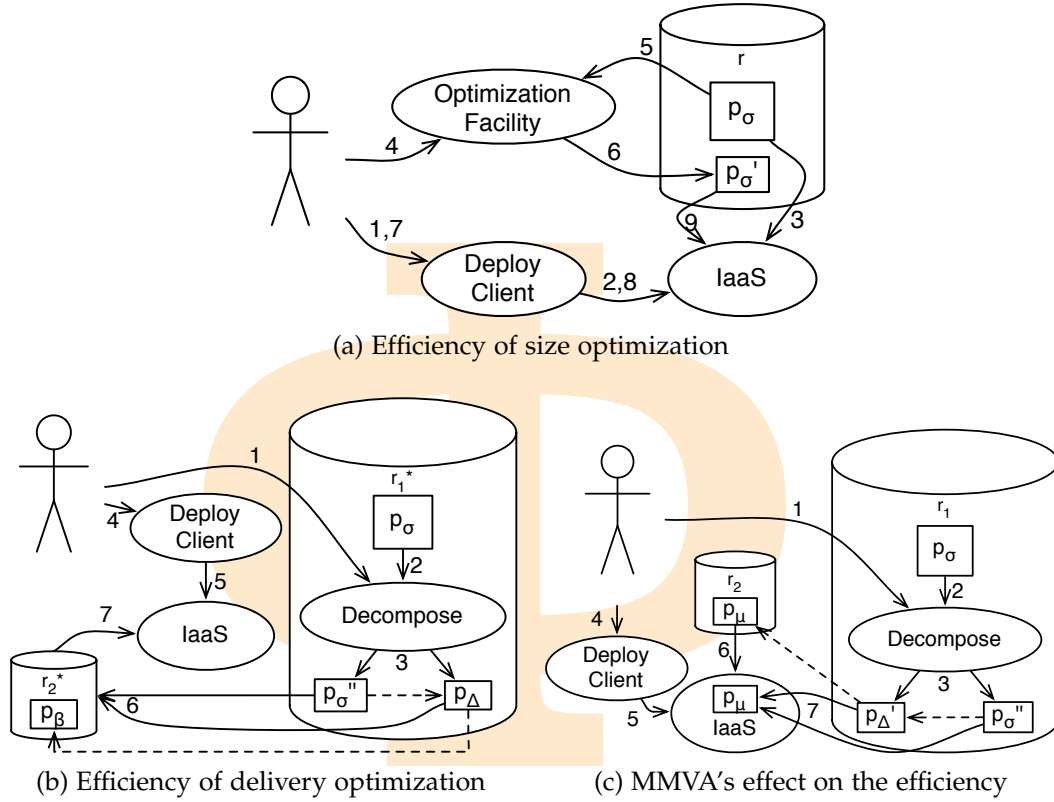 5
r
Optimization
Facility
pσ
4
6
pσ'
9
3
1,7
Deploy
Client
2,8
IaaS
(a) Efficiency of size optimization
1
r1*
pσ
4
Deploy
Client
2
5
Decompose
7
IaaS
3
r2*
pβ
6
pσ''
pΔ
(b) Efficiency of delivery optimization
1
r1
pσ
2
r2
pμ
4
6
Decompose
Deploy
Client
3
5
pμ
IaaS
7
pΔ'
pσ''
(c) MMVA's effect on the efficiency